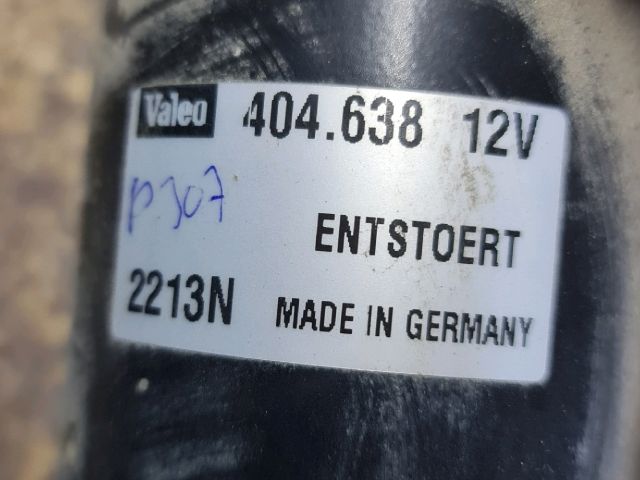 Valeo 404.638 12V
P307
ENTSTOERT
2213N MADE IN GERMANY